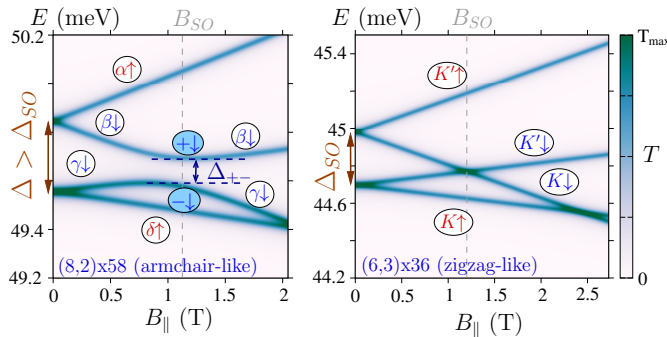 E (meV)
B_SO
50.2
α↑
β↓
+↓
β↓
Δ > Δ_SO
γ↓
Δ_+−
γ↓
−↓
δ↑
49.4
(8,2)x58 (armchair-like)
49.2
0 0.5 1 1.5 2
B_∥ (T)
E (meV)
B_SO
45.5
K'↑
45
K'↓
Δ_SO
K↓
44.6
K↑
(6,3)x36 (zigzag-like)
44.2
0 0.5 1 1.5 2 2.5
B_∥ (T)
T_max
T
0